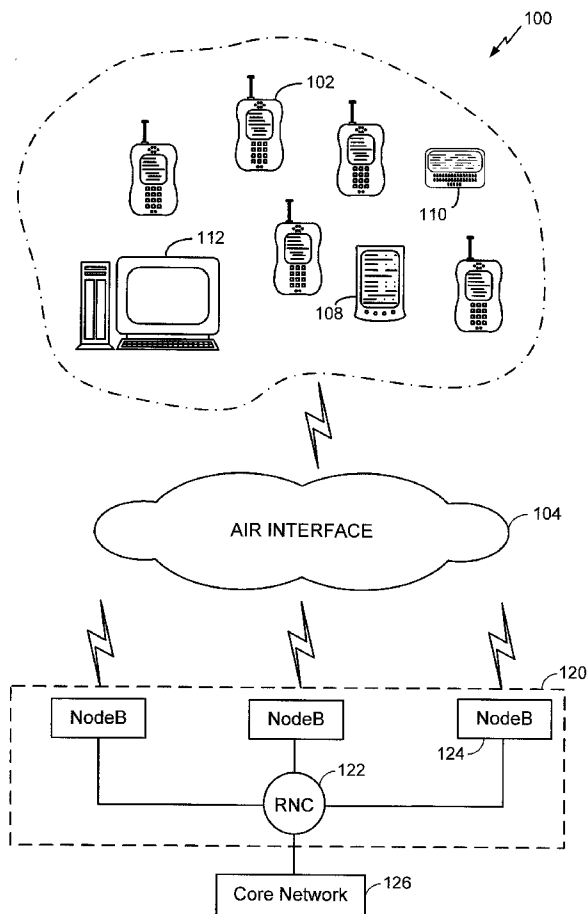 100
102
110
112
108
AIR INTERFACE
104
120
NodeB
NodeB
NodeB
124
122
RNC
Core Network
126